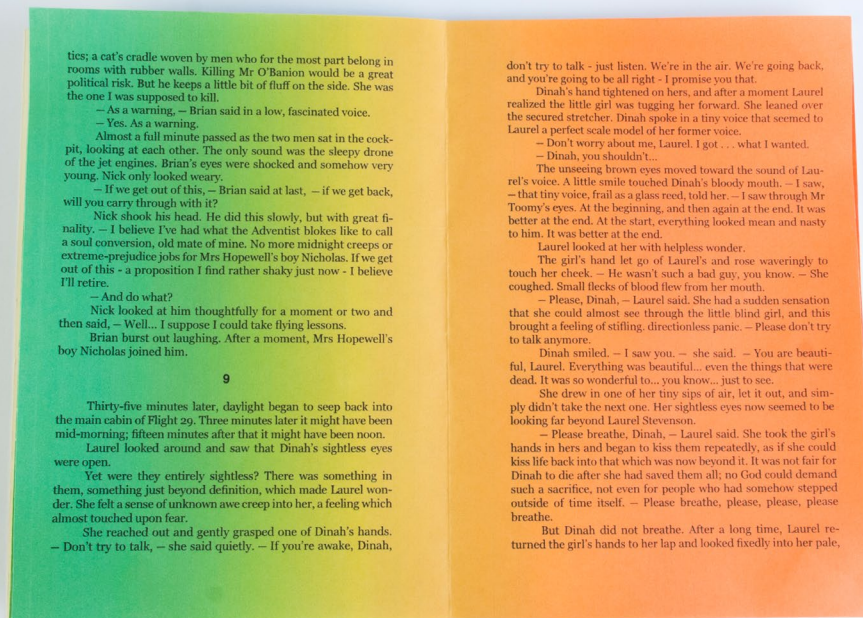 tics; a cat's cradle woven by men who for the most part belong in
rooms with rubber walls. Killing Mr O'Banion would be a great
political risk. But he keeps a little bit of fluff on the side. She was
the one I was supposed to kill.
– As a warning, – Brian said in a low, fascinated voice.
– Yes. As a warning.
Almost a full minute passed as the two men sat in the cock-
pit, looking at each other. The only sound was the sleepy drone
of the jet engines. Brian's eyes were shocked and somehow very
young. Nick only looked weary.
– If we get out of this, – Brian said at last, – if we get back,
will you carry through with it?
Nick shook his head. He did this slowly, but with great fi-
nality. – I believe I've had what the Adventist blokes like to call
a soul conversion, old mate of mine. No more midnight creeps or
extreme-prejudice jobs for Mrs Hopewell's boy Nicholas. If we get
out of this - a proposition I find rather shaky just now - I believe
I'll retire.
– And do what?
Nick looked at him thoughtfully for a moment or two and
then said, – Well... I suppose I could take flying lessons.
Brian burst out laughing. After a moment, Mrs Hopewell's
boy Nicholas joined him.
9
Thirty-five minutes later, daylight began to seep back into
the main cabin of Flight 29. Three minutes later it might have been
mid-morning; fifteen minutes after that it might have been noon.
Laurel looked around and saw that Dinah's sightless eyes
were open.
Yet were they entirely sightless? There was something in
them, something just beyond definition, which made Laurel won-
der. She felt a sense of unknown awe creep into her, a feeling which
almost touched upon fear.
She reached out and gently grasped one of Dinah's hands.
– Don't try to talk, – she said quietly. – If you're awake, Dinah,
don't try to talk - just listen. We're in the air. We're going back,
and you're going to be all right - I promise you that.
Dinah's hand tightened on hers, and after a moment Laurel
realized the little girl was tugging her forward. She leaned over
the secured stretcher. Dinah spoke in a tiny voice that seemed to
Laurel a perfect scale model of her former voice.
– Don't worry about me, Laurel. I got . . . what I wanted.
– Dinah, you shouldn't...
The unseeing brown eyes moved toward the sound of Lau-
rel's voice. A little smile touched Dinah's bloody mouth. – I saw,
– that tiny voice, frail as a glass reed, told her. – I saw through Mr
Toomy's eyes. At the beginning, and then again at the end. It was
better at the end. At the start, everything looked mean and nasty
to him. It was better at the end.
Laurel looked at her with helpless wonder.
The girl's hand let go of Laurel's and rose waveringly to
touch her cheek. – He wasn't such a bad guy, you know. – She
coughed. Small flecks of blood flew from her mouth.
– Please, Dinah, – Laurel said. She had a sudden sensation
that she could almost see through the little blind girl, and this
brought a feeling of stifling. directionless panic. – Please don't try
to talk anymore.
Dinah smiled. – I saw you. – she said. – You are beauti-
ful, Laurel. Everything was beautiful... even the things that were
dead. It was so wonderful to... you know... just to see.
She drew in one of her tiny sips of air, let it out, and sim-
ply didn't take the next one. Her sightless eyes now seemed to be
looking far beyond Laurel Stevenson.
– Please breathe, Dinah, – Laurel said. She took the girl's
hands in hers and began to kiss them repeatedly, as if she could
kiss life back into that which was now beyond it. It was not fair for
Dinah to die after she had saved them all; no God could demand
such a sacrifice, not even for people who had somehow stepped
outside of time itself. – Please breathe, please, please, please
breathe.
But Dinah did not breathe. After a long time, Laurel re-
turned the girl's hands to her lap and looked fixedly into her pale,